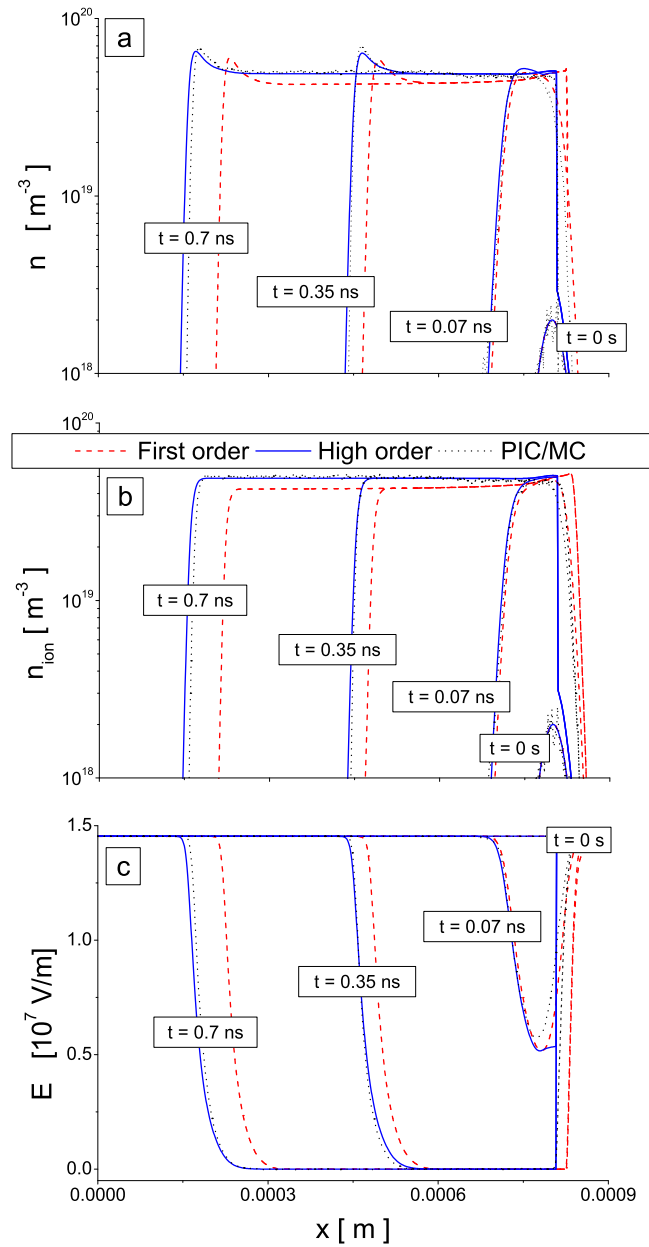 a
10^20
10^19
10^18
n [ m^-3 ]
t = 0.7 ns
t = 0.35 ns
t = 0.07 ns
t = 0 s
First order High order PIC/MC
b
10^20
10^19
10^18
n_ion [ m^-3 ]
t = 0.7 ns
t = 0.35 ns
t = 0.07 ns
t = 0 s
c
1.5
1.0
0.5
0.0
E [10^7 V/m]
t = 0 s
t = 0.07 ns
t = 0.35 ns
t = 0.7 ns
0.0000 0.0003 0.0006 0.0009
x [ m ]